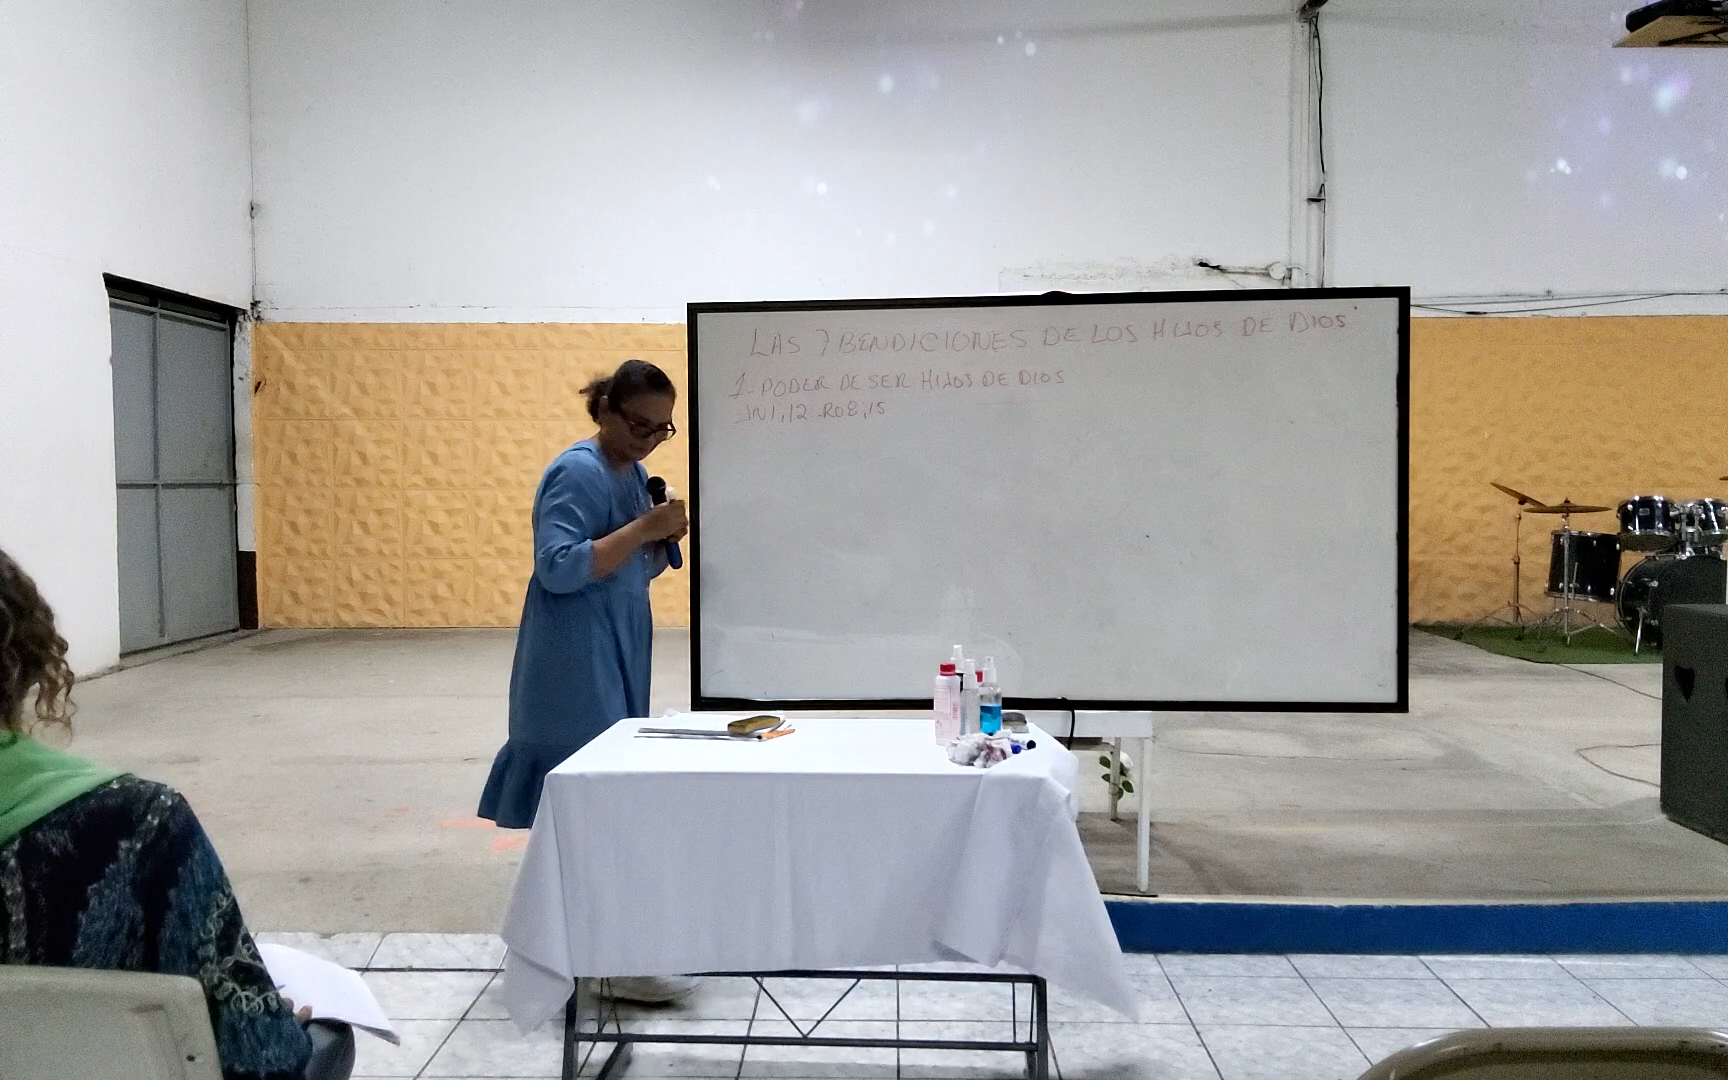 LAS 7 BENDICIONES DE LOS HIJOS DE DIOS
1- PODER DE SER HIJOS DE DIOS
JN1;12 RO8;15